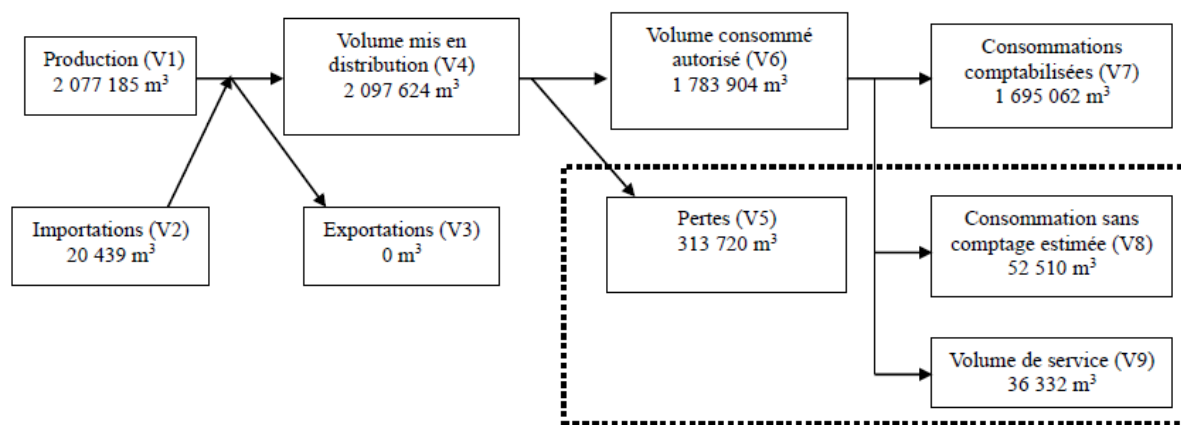 Production (V1)
2 077 185 m³
Volume mis en
distribution (V4)
2 097 624 m³
Volume consommé
autorisé (V6)
1 783 904 m³
Consommations
comptabilisées (V7)
1 695 062 m³
Importations (V2)
20 439 m³
Exportations (V3)
0 m³
Pertes (V5)
313 720 m³
Consommation sans
comptage estimée (V8)
52 510 m³
Volume de service (V9)
36 332 m³